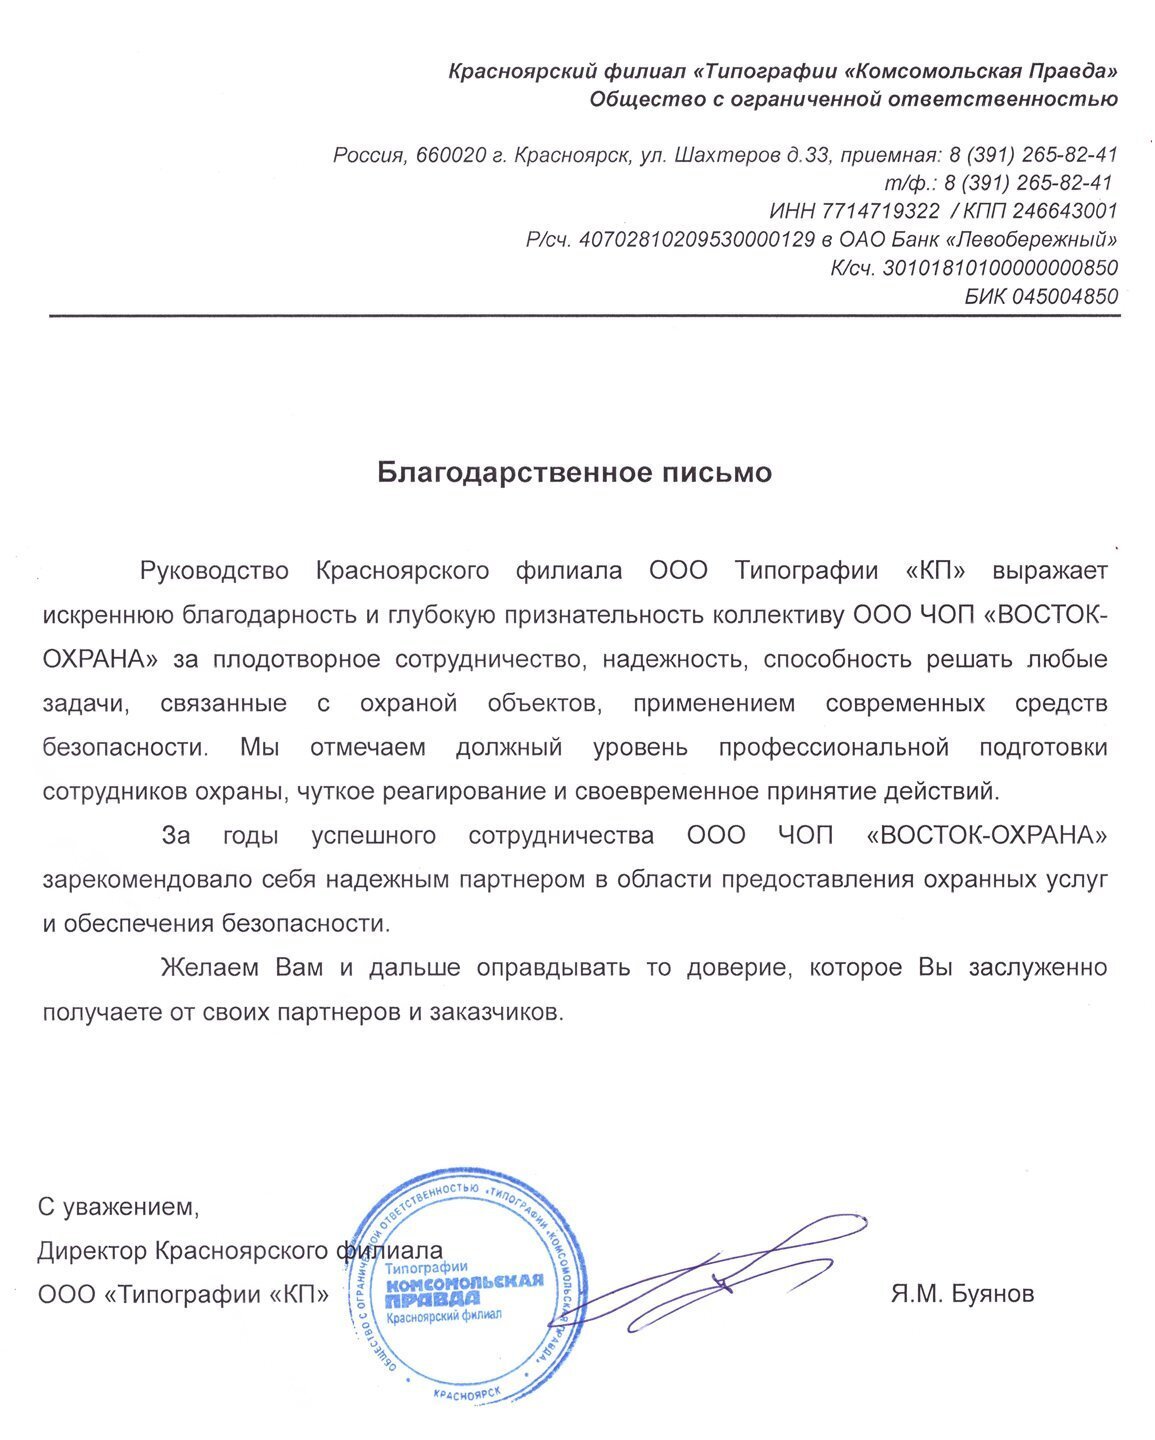 Красноярский филиал «Типографии «Комсомольская Правда»
Общество с ограниченной ответственностью
Россия, 660020 г. Красноярск, ул. Шахтеров д.33, приемная: 8 (391) 265-82-41
т/ф.: 8 (391) 265-82-41
ИНН 7714719322 / КПП 246643001
Р/сч. 40702810209530000129 в ОАО Банк «Левобережный»
К/сч. 30101810100000000850
БИК 045004850
Благодарственное письмо
Руководство Красноярского филиала ООО Типографии «КП» выражает
искреннюю благодарность и глубокую признательность коллективу ООО ЧОП «ВОСТОК-
ОХРАНА» за плодотворное сотрудничество, надежность, способность решать любые
задачи, связанные с охраной объектов, применением современных средств
безопасности. Мы отмечаем должный уровень профессиональной подготовки
сотрудников охраны, чуткое реагирование и своевременное принятие действий.
За годы успешного сотрудничества ООО ЧОП «ВОСТОК-ОХРАНА»
зарекомендовало себя надежным партнером в области предоставления охранных услуг
и обеспечения безопасности.
Желаем Вам и дальше оправдывать то доверие, которое Вы заслуженно
получаете от своих партнеров и заказчиков.
С уважением,
Директор Красноярского филиала
ООО «Типографии «КП»
Я.М. Буянов
ОБЩЕСТВО С ОГРАНИЧЕННОЙ ОТВЕТСТВЕННОСТЬЮ «ТИПОГРАФИИ «КОМСОМОЛЬСКАЯ ПРАВДА»
Типографии
КОМСОМОЛЬСКАЯ
ПРАВДА
Красноярский филиал
КРАСНОЯРСК